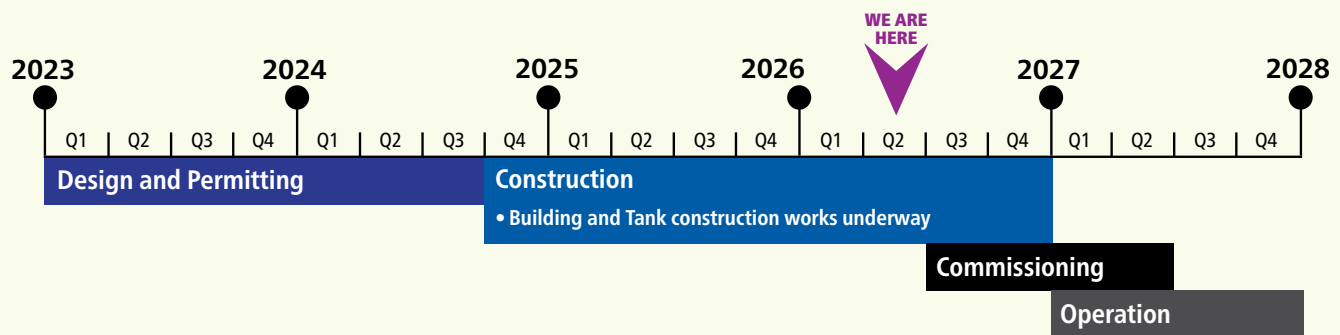 WE ARE
HERE
2023 2024 2025 2026 2027 2028
Q1 Q2 Q3 Q4 Q1 Q2 Q3 Q4 Q1 Q2 Q3 Q4 Q1 Q2 Q3 Q4 Q1 Q2 Q3 Q4
Design and Permitting
Construction
• Building and Tank construction works underway
Commissioning
Operation